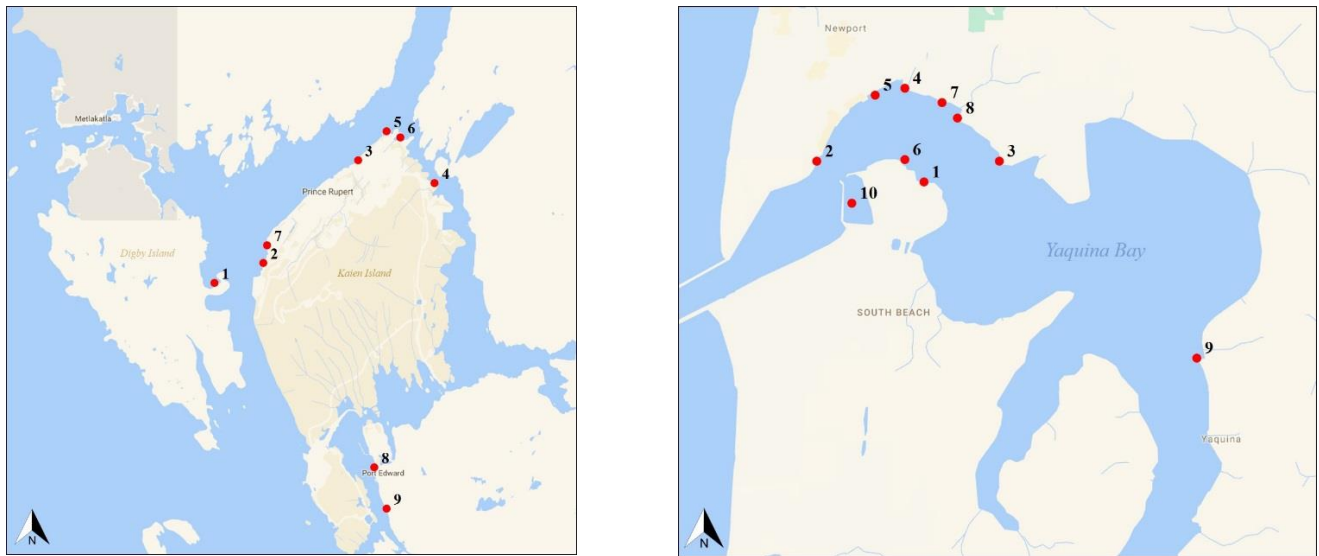 5
6
Metlakatla
3
4
Prince Rupert
7
Digby Island
2
Kaien Island
1
8
Port Edward
9
N
Newport
4
5
7
8
2
6
3
1
10
Yaquina Bay
SOUTH BEACH
9
Yaquina
N